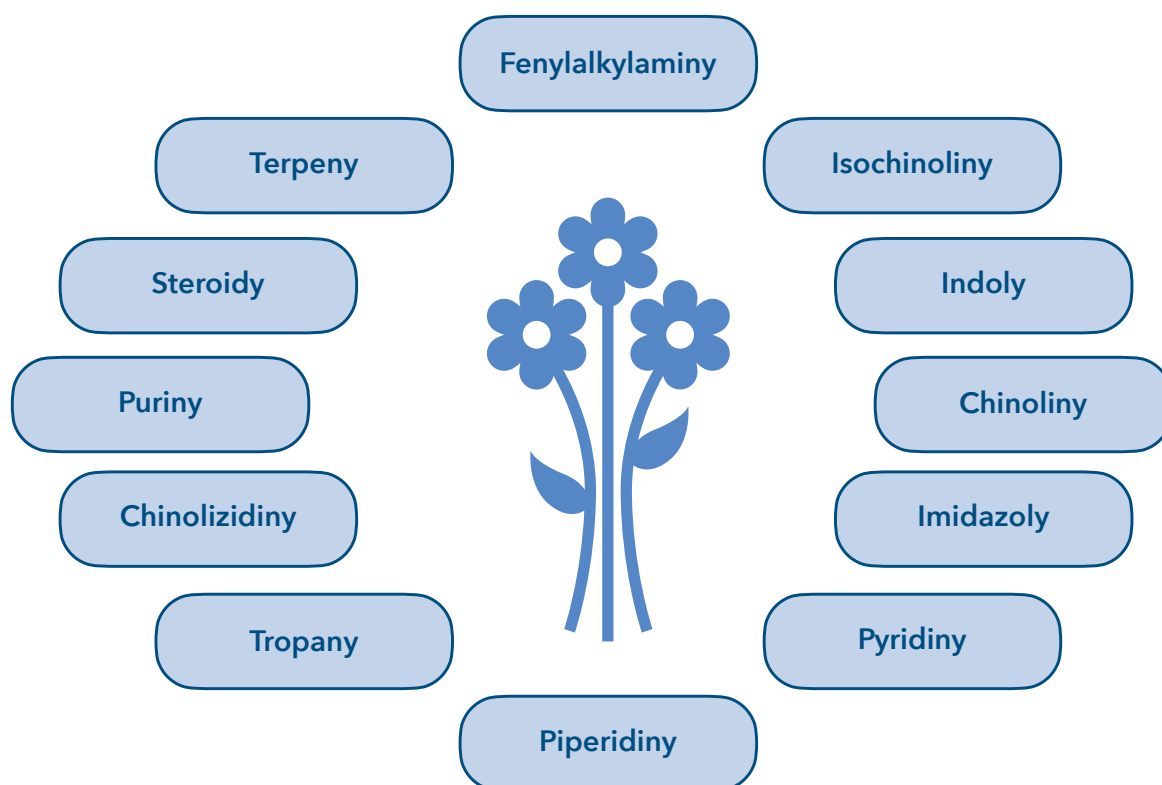 Fenylalkylaminy
Terpeny
Isochinoliny
Steroidy
Indoly
Puriny
Chinoliny
Chinolizidiny
Imidazoly
Tropany
Pyridiny
Piperidiny